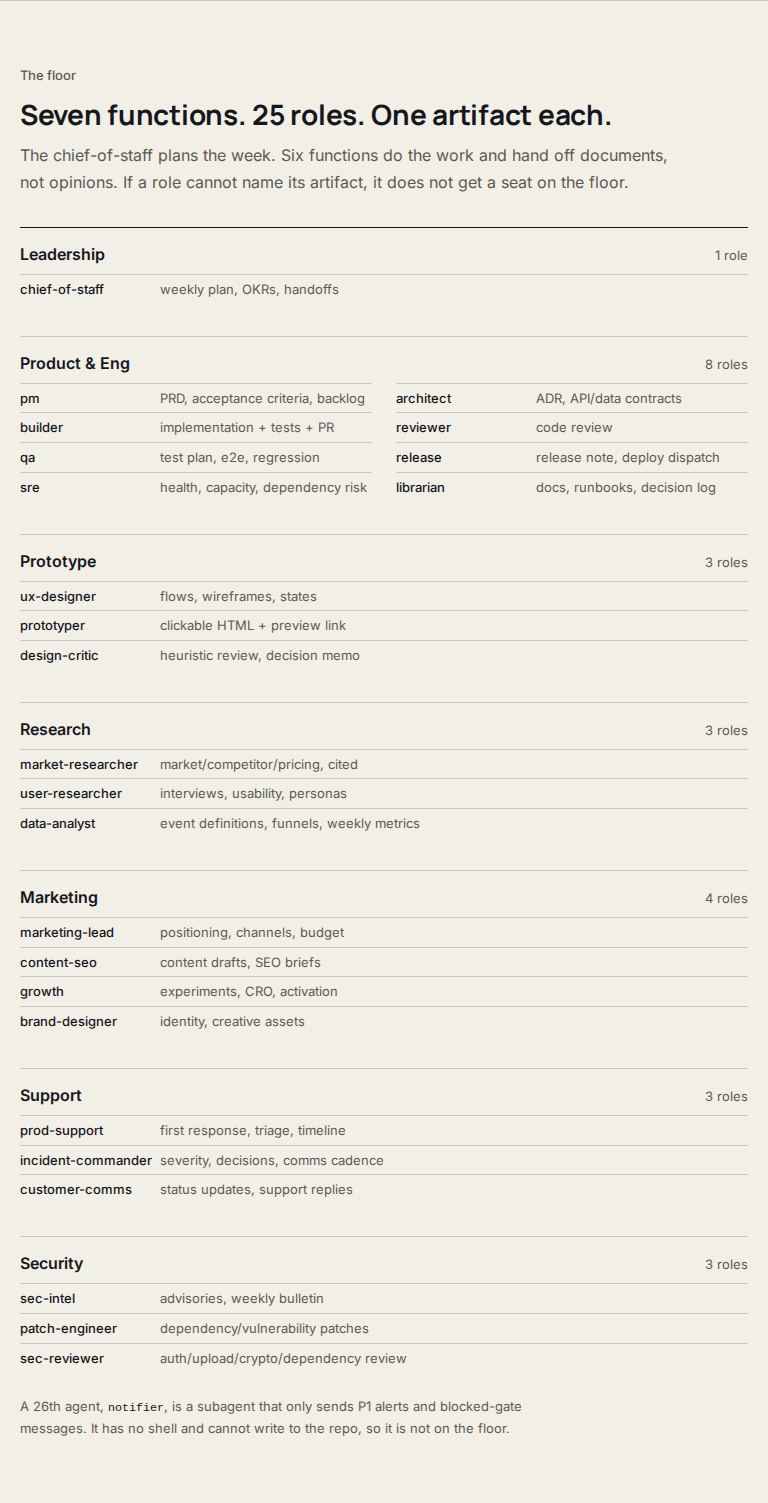 The floor
Seven functions. 25 roles. One artifact each.
The chief-of-staff plans the week. Six functions do the work and hand off documents,
not opinions. If a role cannot name its artifact, it does not get a seat on the floor.
Leadership 1 role
chief-of-staff weekly plan, OKRs, handoffs
Product & Eng 8 roles
pm PRD, acceptance criteria, backlog architect ADR, API/data contracts
builder implementation + tests + PR reviewer code review
qa test plan, e2e, regression release release note, deploy dispatch
sre health, capacity, dependency risk librarian docs, runbooks, decision log
Prototype 3 roles
ux-designer flows, wireframes, states
prototyper clickable HTML + preview link
design-critic heuristic review, decision memo
Research 3 roles
market-researcher market/competitor/pricing, cited
user-researcher interviews, usability, personas
data-analyst event definitions, funnels, weekly metrics
Marketing 4 roles
marketing-lead positioning, channels, budget
content-seo content drafts, SEO briefs
growth experiments, CRO, activation
brand-designer identity, creative assets
Support 3 roles
prod-support first response, triage, timeline
incident-commander severity, decisions, comms cadence
customer-comms status updates, support replies
Security 3 roles
sec-intel advisories, weekly bulletin
patch-engineer dependency/vulnerability patches
sec-reviewer auth/upload/crypto/dependency review
A 26th agent, notifier, is a subagent that only sends P1 alerts and blocked-gate
messages. It has no shell and cannot write to the repo, so it is not on the floor.